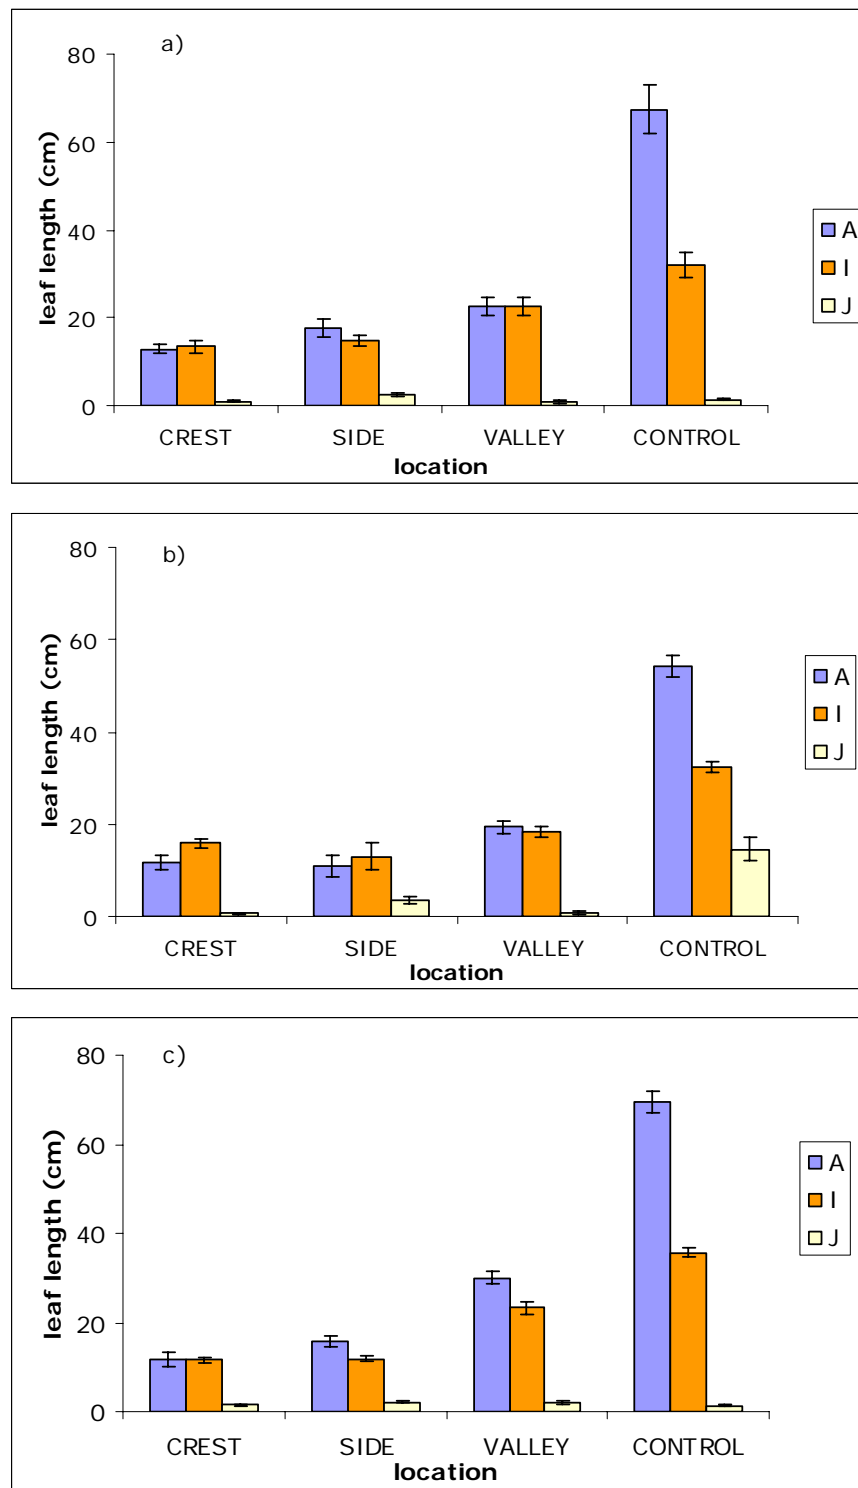 a)
80
60
40
20
0
leaf length (cm)
CREST SIDE VALLEY CONTROL
location
A
I
J
b)
80
60
40
20
0
leaf length (cm)
CREST SIDE VALLEY CONTROL
location
A
I
J
c)
80
60
40
20
0
leaf length (cm)
CREST SIDE VALLEY CONTROL
location
A
I
J